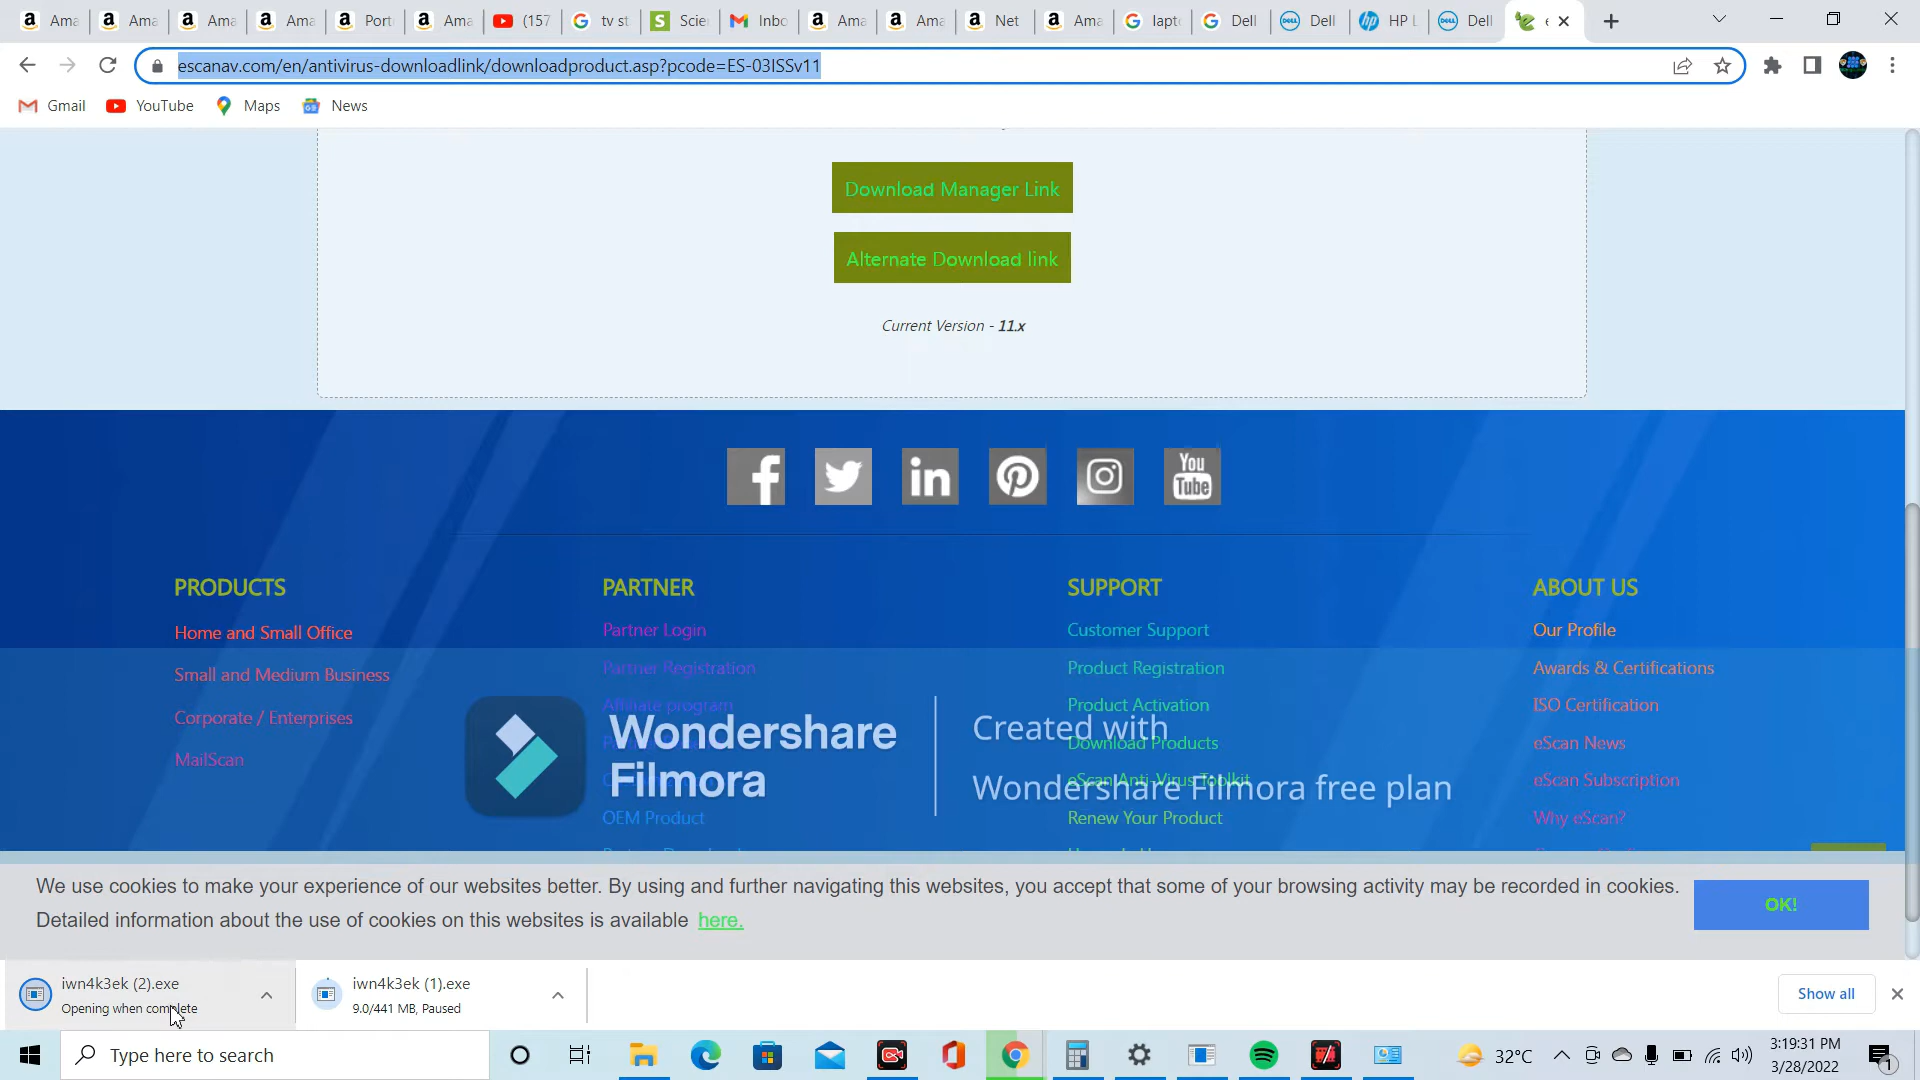 Ama
Ama
Ama
Ama
Port
Ama
(157
tv st
Scie
Inbo
Ama
Ama
Net
Ama
lapt
Dell
Dell
HP L
Dell
escanav.com/en/antivirus-downloadlink/downloadproduct.asp?pcode=ES-03ISSv11
Gmail
YouTube
Maps
News
Download Manager Link
Alternate Download link
Current Version - 11.x
You Tube
PRODUCTS
Home and Small Office
Small and Medium Business
Corporate / Enterprises
MailScan
PARTNER
Partner Login
Partner Registration
Affiliate program
OEM Product
SUPPORT
Customer Support
Product Registration
Product Activation
Download Products
eScan Anti-Virus Toolkit
Renew Your Product
ABOUT US
Our Profile
Awards & Certifications
ISO Certification
eScan News
eScan Subscription
Why eScan?
Wondershare
Filmora
Created with
Wondershare Filmora free plan
We use cookies to make your experience of our websites better. By using and further navigating this websites, you accept that some of your browsing activity may be recorded in cookies.
Detailed information about the use of cookies on this websites is available here.
OK!
iwn4k3ek (2).exe
Opening when complete
iwn4k3ek (1).exe
9.0/441 MB, Paused
Show all
Type here to search
32°C
3:19:31 PM
3/28/2022
1